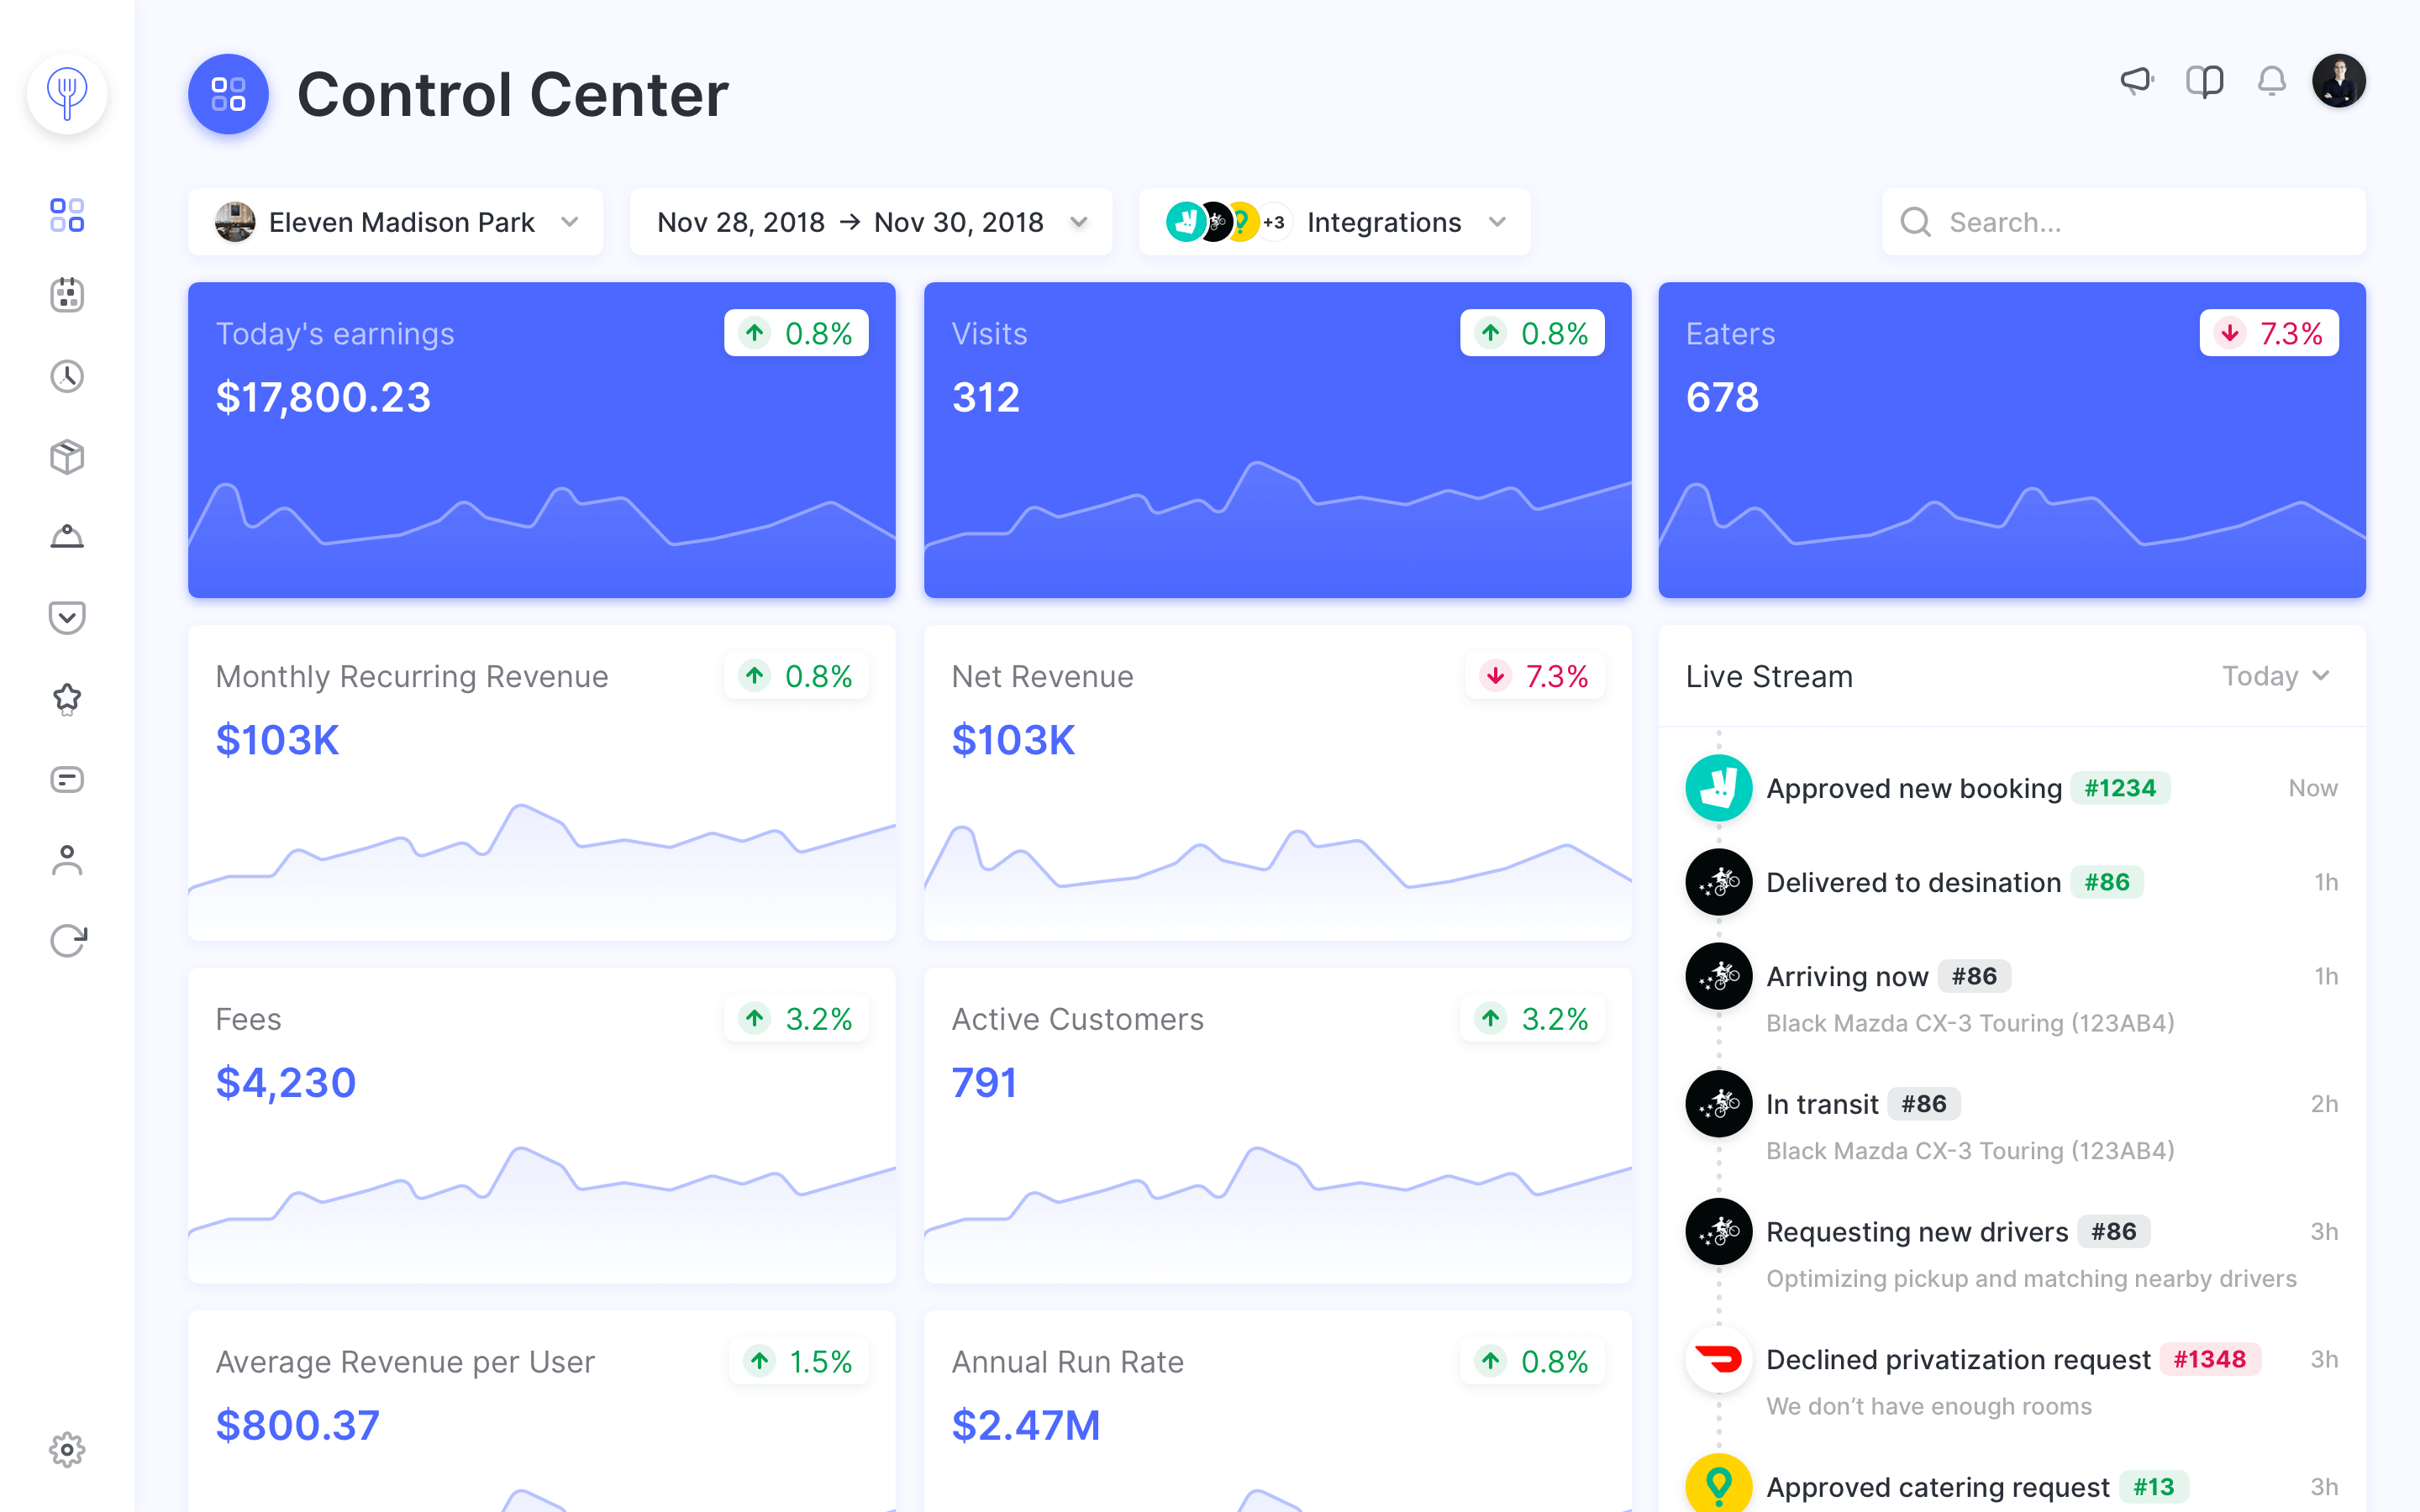 Control Center
Eleven Madison Park
Nov 28, 2018 → Nov 30, 2018
+3 Integrations
Search...
Today's earnings
0.8%
$17,800.23
Visits
0.8%
312
Eaters
7.3%
678
Monthly Recurring Revenue
0.8%
$103K
Net Revenue
7.3%
$103K
Fees
3.2%
$4,230
Active Customers
3.2%
791
Average Revenue per User
1.5%
$800.37
Annual Run Rate
0.8%
$2.47M
Live Stream
Today
Approved new booking #1234 Now
Delivered to desination #86 1h
Arriving now #86 1h
Black Mazda CX-3 Touring (123AB4)
In transit #86 2h
Black Mazda CX-3 Touring (123AB4)
Requesting new drivers #86 3h
Optimizing pickup and matching nearby drivers
Declined privatization request #1348 3h
We don’t have enough rooms
Approved catering request #13 3h